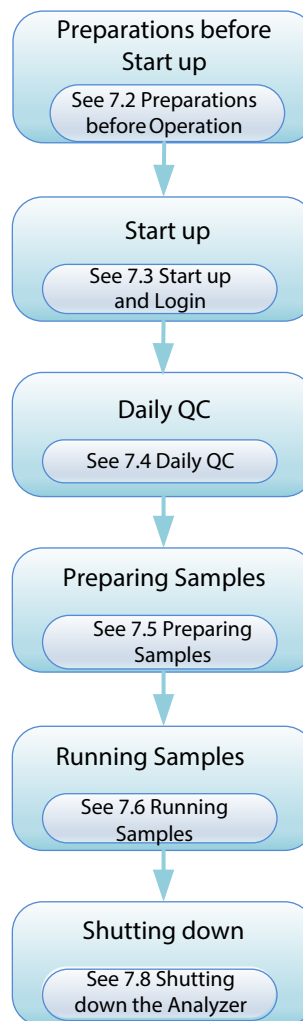 Preparations before
Start up
See 7.2 Preparations
before Operation
Start up
See 7.3 Start up
and Login
Daily QC
See 7.4 Daily QC
Preparing Samples
See 7.5 Preparing
Samples
Running Samples
See 7.6 Running
Samples
Shutting down
See 7.8 Shutting
down the Analyzer